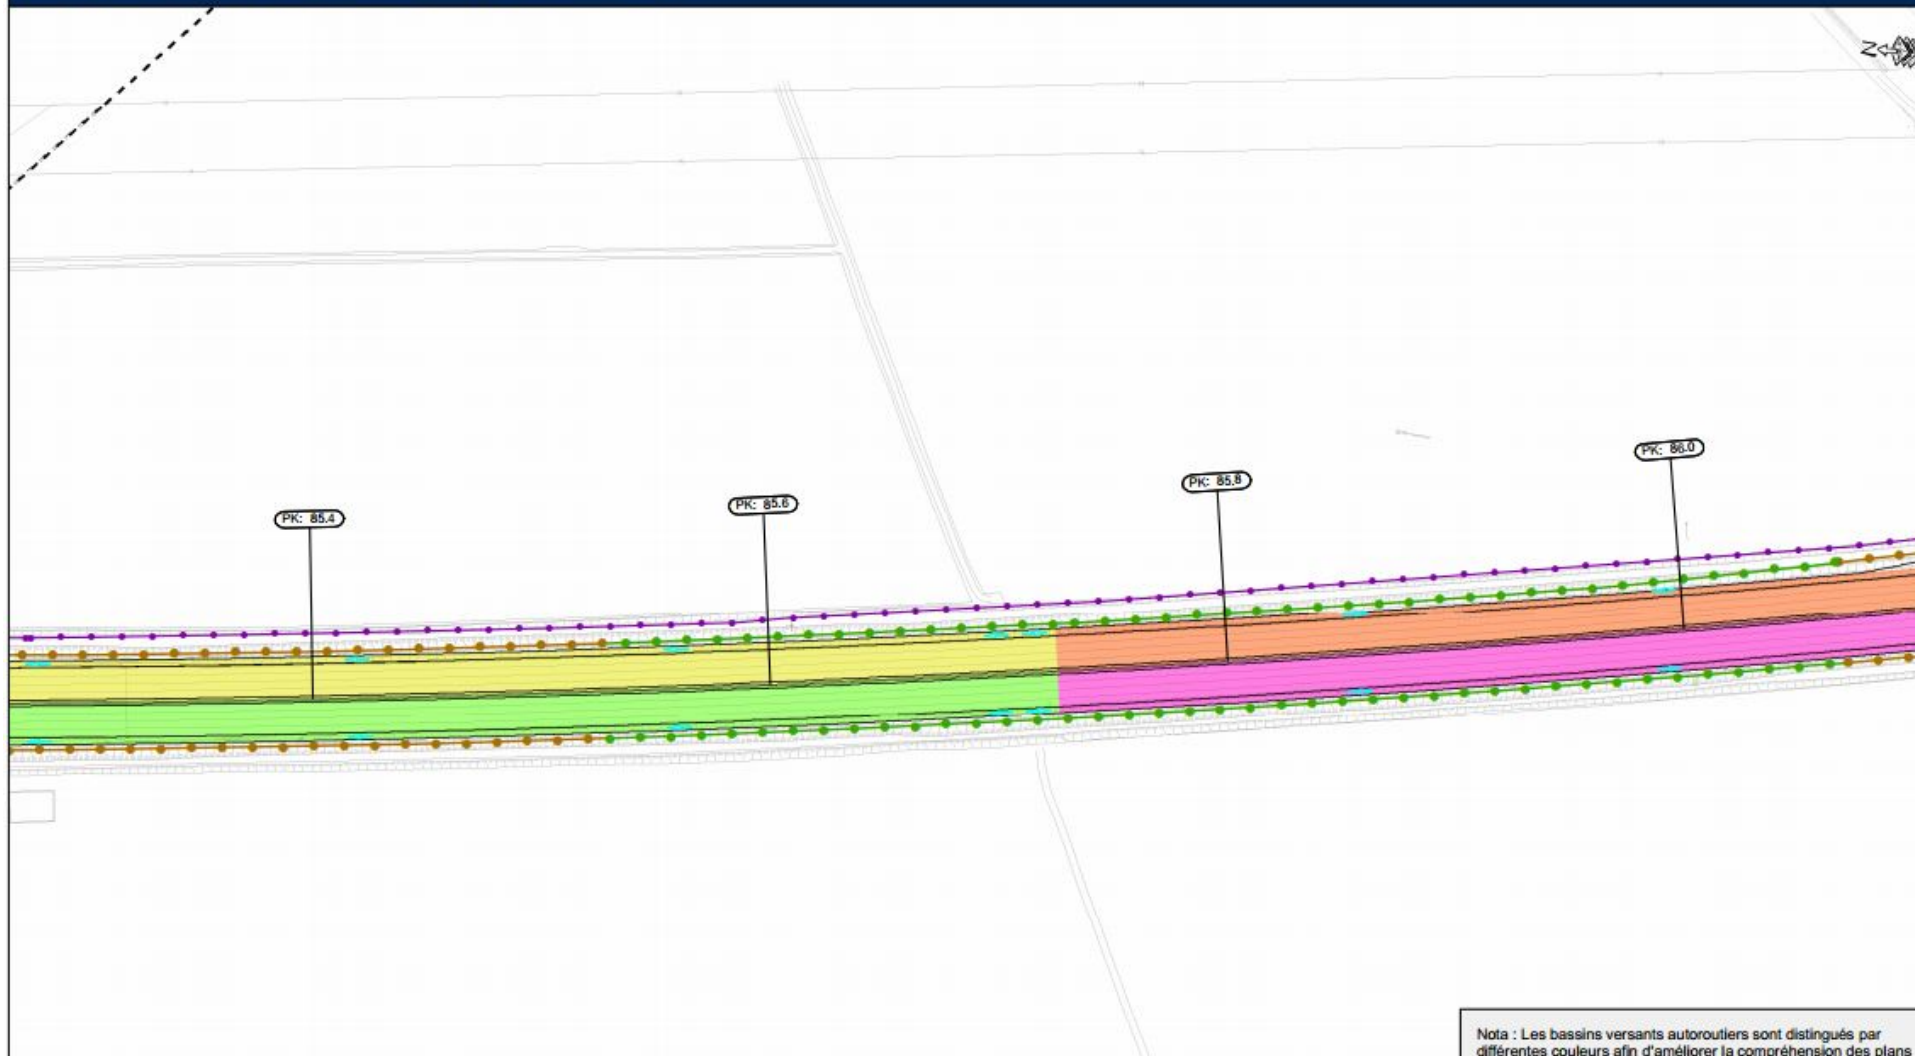 N
PK: 86.0
PK: 85.8
PK: 85.6
PK: 85.4
Nota : Les bassins versants autoroutiers sont distingués par
différentes couleurs afin d'améliorer la compréhension des plans